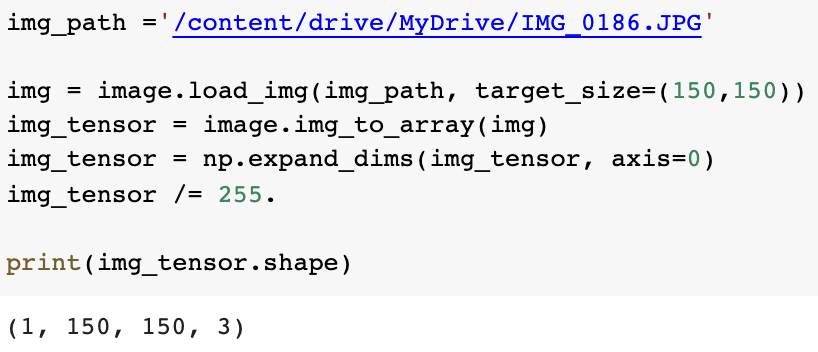 img_path ='/content/drive/MyDrive/IMG_0186.JPG'
img = image.load_img(img_path, target_size=(150,150))
img_tensor = image.img_to_array(img)
img_tensor = np.expand_dims(img_tensor, axis=0)
img_tensor /= 255.
print(img_tensor.shape)
(1, 150, 150, 3)